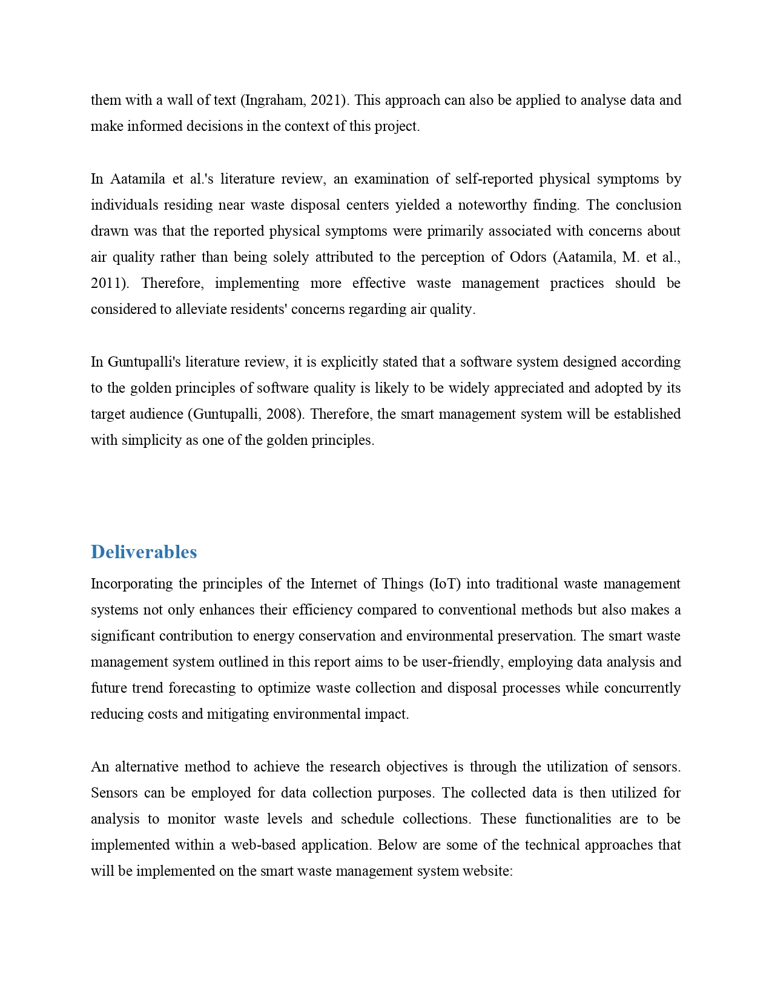 them with a wall of text (Ingraham, 2021). This approach can also be applied to analyse data and
make informed decisions in the context of this project.
In Aatamila et al.'s literature review, an examination of self-reported physical symptoms by
individuals residing near waste disposal centers yielded a noteworthy finding. The conclusion
drawn was that the reported physical symptoms were primarily associated with concerns about
air quality rather than being solely attributed to the perception of Odors (Aatamila, M. et al.,
2011). Therefore, implementing more effective waste management practices should be
considered to alleviate residents' concerns regarding air quality.
In Guntupalli's literature review, it is explicitly stated that a software system designed according
to the golden principles of software quality is likely to be widely appreciated and adopted by its
target audience (Guntupalli, 2008). Therefore, the smart management system will be established
with simplicity as one of the golden principles.
Deliverables
Incorporating the principles of the Internet of Things (IoT) into traditional waste management
systems not only enhances their efficiency compared to conventional methods but also makes a
significant contribution to energy conservation and environmental preservation. The smart waste
management system outlined in this report aims to be user-friendly, employing data analysis and
future trend forecasting to optimize waste collection and disposal processes while concurrently
reducing costs and mitigating environmental impact.
An alternative method to achieve the research objectives is through the utilization of sensors.
Sensors can be employed for data collection purposes. The collected data is then utilized for
analysis to monitor waste levels and schedule collections. These functionalities are to be
implemented within a web-based application. Below are some of the technical approaches that
will be implemented on the smart waste management system website: